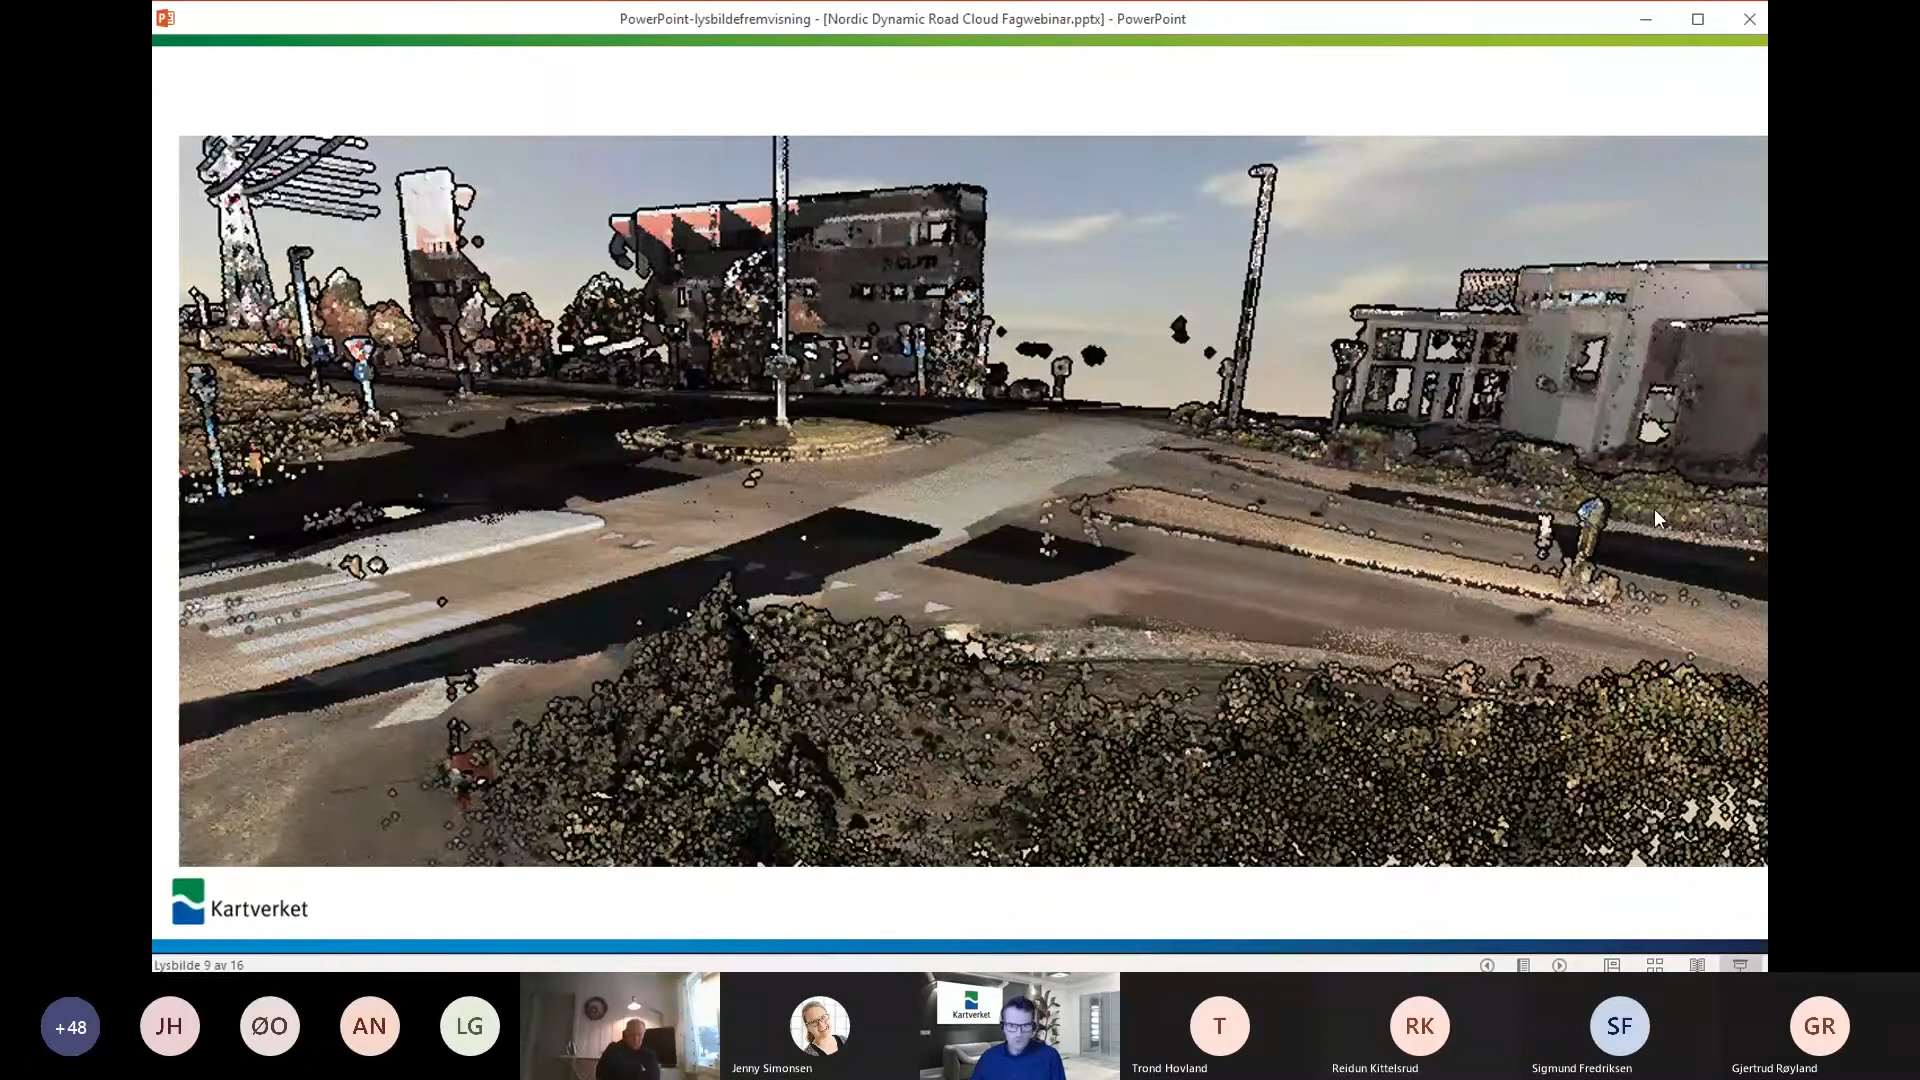 PowerPoint-lysbildefremvisning - [Nordic Dynamic Road Cloud Fagwebinar.pptx] - PowerPoint
Kartverket
Lysbilde 9 av 16
+48
JH
ØO
AN
LG
Jenny Simonsen
Kartverket
T
Trond Hovland
RK
Reidun Kittelsrud
SF
Sigmund Fredriksen
GR
Gjertrud Røyland